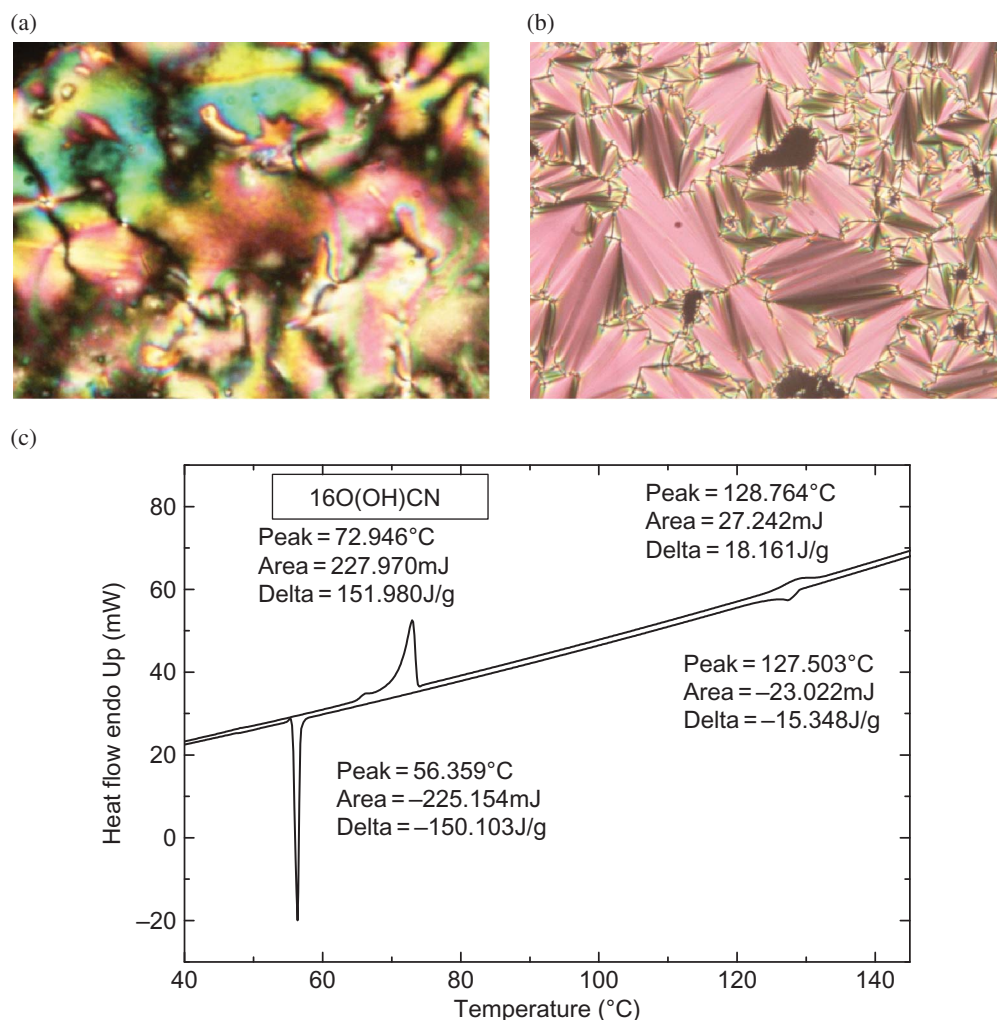 (a)
(b)
(c)
16O(OH)CN
Peak = 72.946°C
Area = 227.970mJ
Delta = 151.980J/g
Peak = 128.764°C
Area = 27.242mJ
Delta = 18.161J/g
Peak = 127.503°C
Area = –23.022mJ
Delta = –15.348J/g
Peak = 56.359°C
Area = –225.154mJ
Delta = –150.103J/g
Heat flow endo Up (mW)
80
60
40
20
0
–20
40
60
80
100
120
140
Temperature (°C)